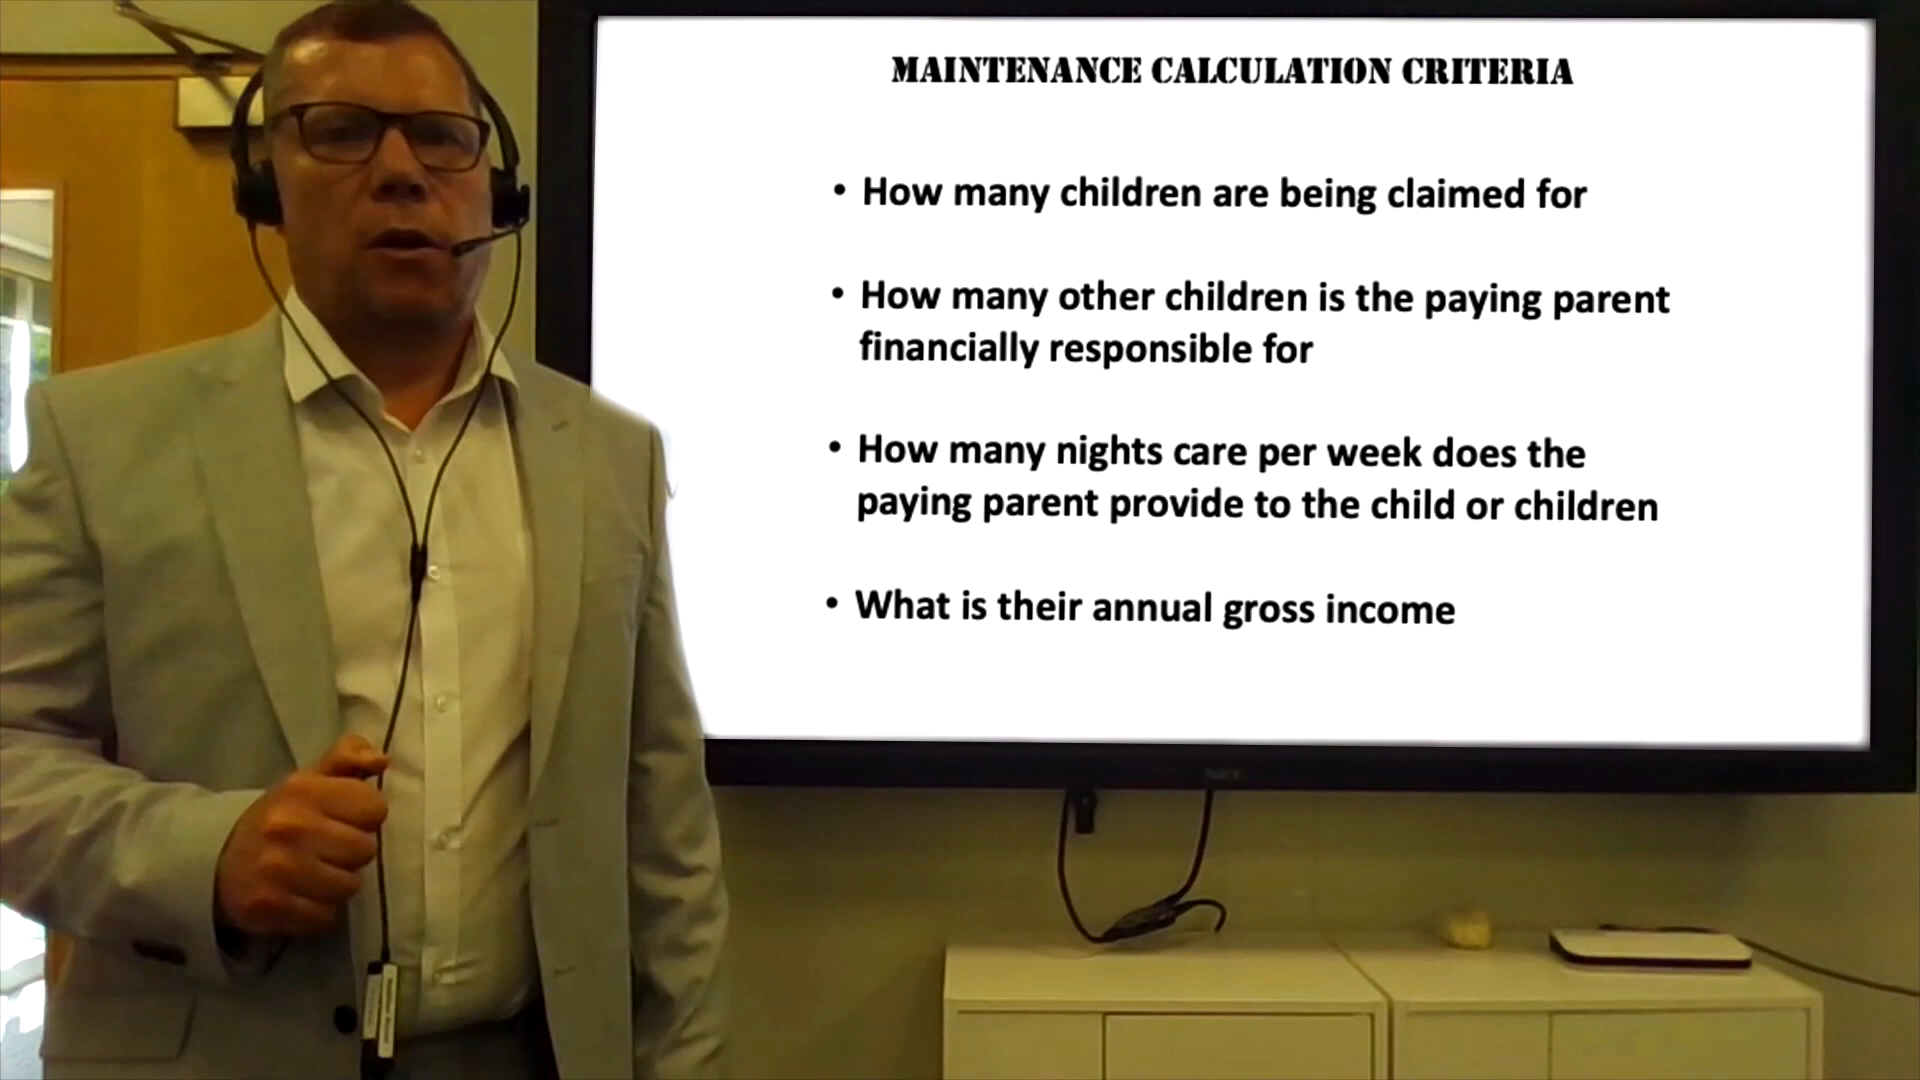 MAINTENANCE CALCULATION CRITERIA
• How many children are being claimed for
• How many other children is the paying parent
financially responsible for
• How many nights care per week does the
paying parent provide to the child or children
• What is their annual gross income